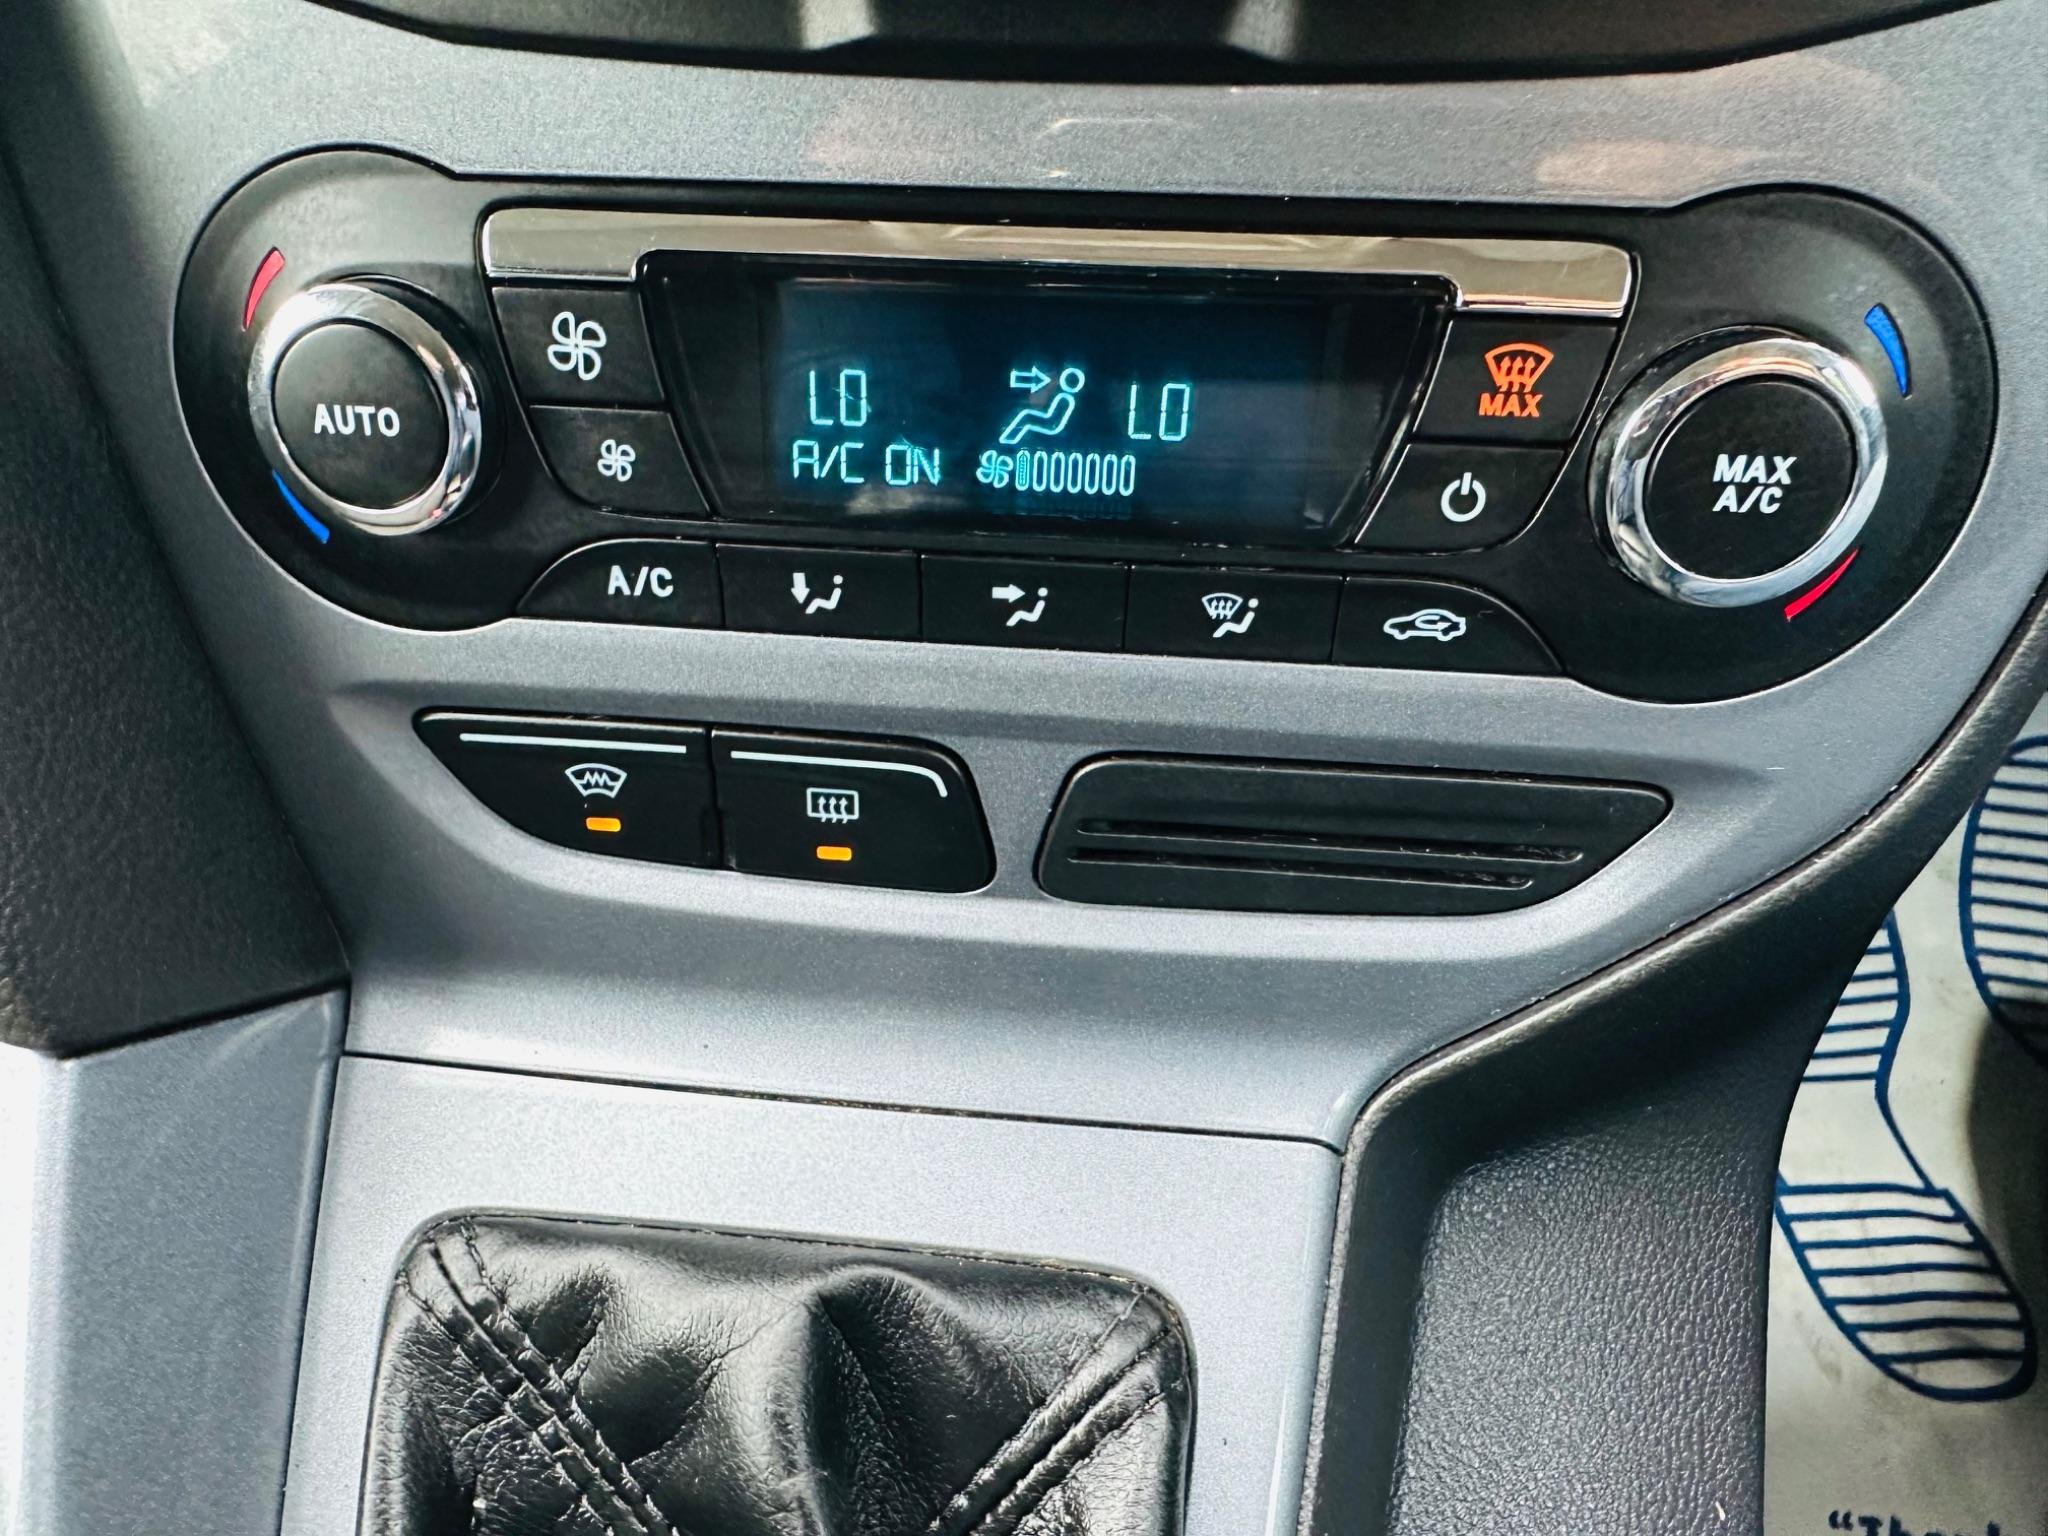 AUTO
LO LO
A/C ON
MAX
MAX
A/C
A/C